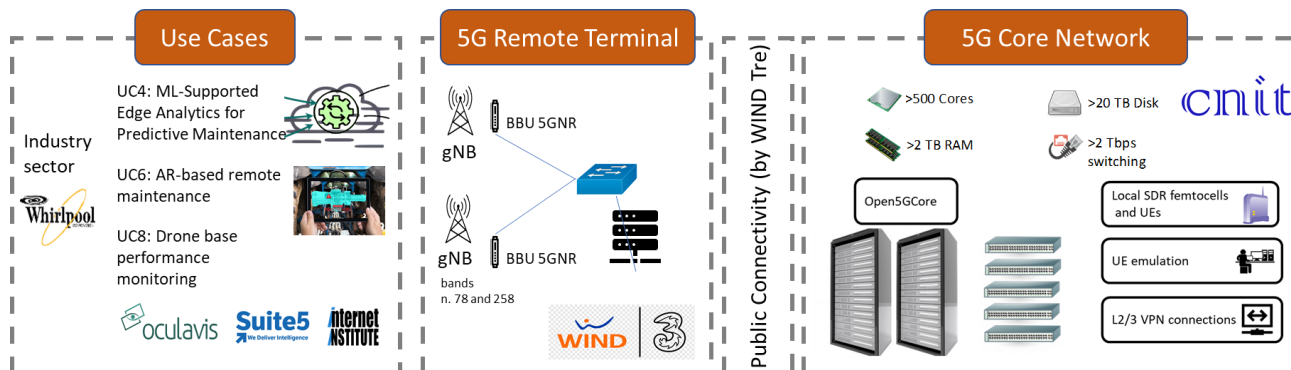 Use Cases
UC4: ML-Supported
Edge Analytics for
Predictive Maintenance
Industry
sector
Whirlpool
UC6: AR-based remote
maintenance
UC8: Drone base
performance
monitoring
oculavis
Suite5
We Deliver Intelligence
internet
INSTITUTE
5G Remote Terminal
BBU 5GNR
gNB
gNB
BBU 5GNR
bands
n. 78 and 258
WIND
3
Public Connectivity (by WIND Tre)
5G Core Network
>500 Cores
>20 TB Disk
cnit
>2 TB RAM
>2 Tbps
switching
Open5GCore
Local SDR femtocells
and UEs
UE emulation
L2/3 VPN connections